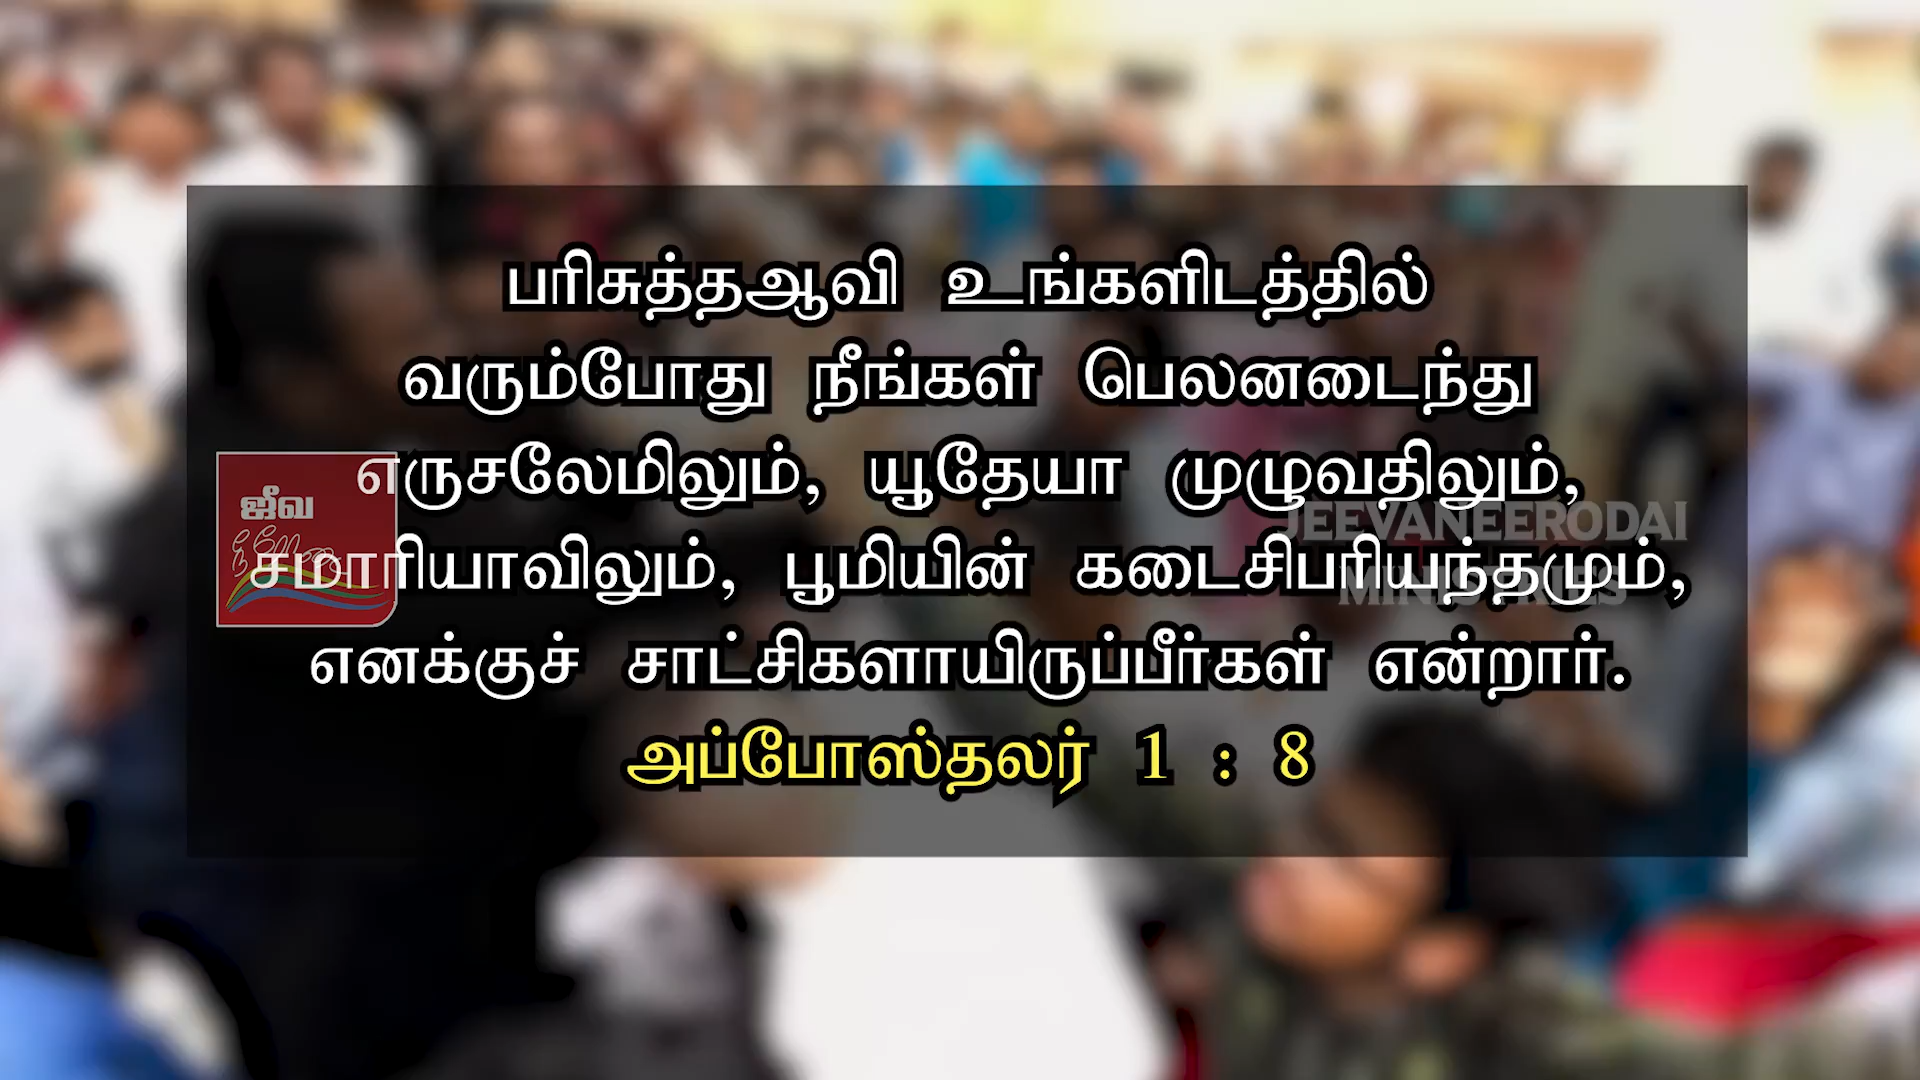 பரிசுத்தஆவி உங்களிடத்தில்
வரும்போது நீங்கள் பெலனடைந்து
எருசலேமிலும், யூதேயா முழுவதிலும்,
சமாரியாவிலும், பூமியின் கடைசிபரியந்தமும்,
எனக்குச் சாட்சிகளாயிருப்பீர்கள் என்றார்.
அப்போஸ்தலர் 1 : 8
ஜீவ
நீரோடை
JEEVANEERODAI
MINISTRIES